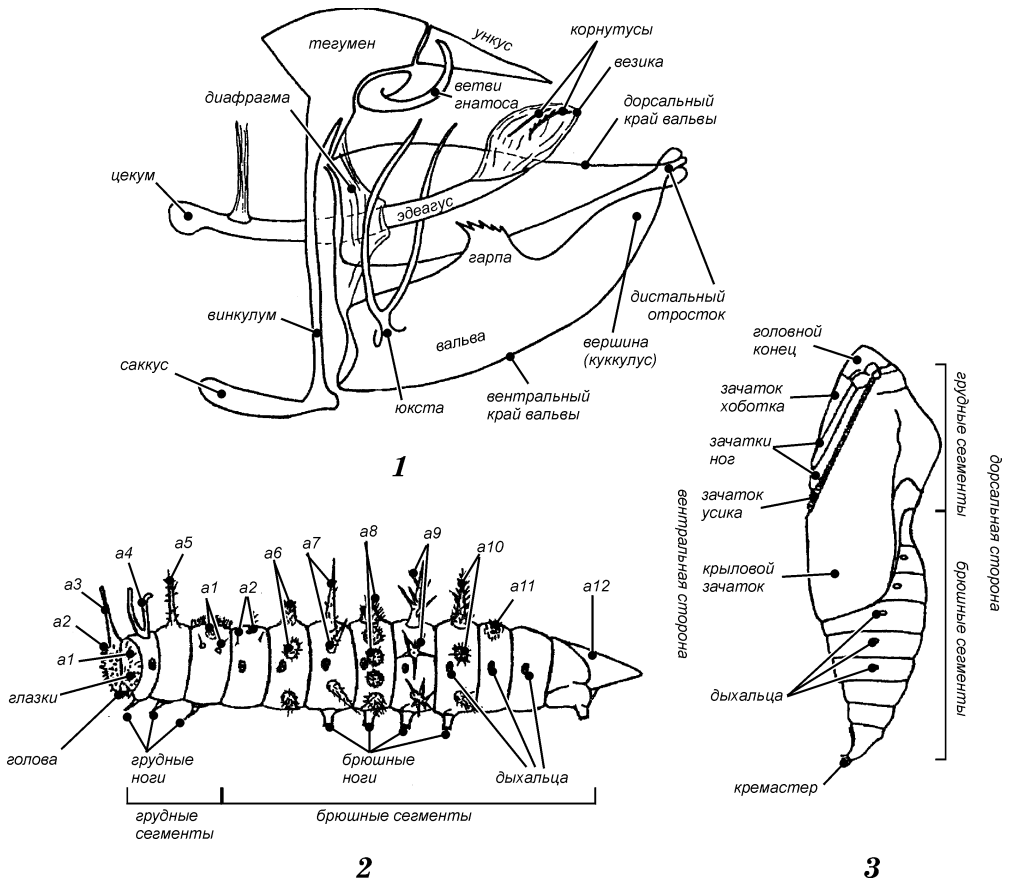 тегумен
ункус
корнутусы
везика
ветви
гнатоса
диафрагма
дорсальный
край вальвы
цекум
эдеагус
гарпа
дистальный
отросток
винкулум
вальва
вершина
(куккулус)
саккус
юкста
вентральный
край вальвы
1
головной
конец
зачаток
хоботка
зачатки
ног
зачаток
усика
крыловой
зачаток
дыхальца
кремастер
вентральная сторона
грудные сегменты
брюшные сегменты
дорсальная сторона
3
a3
a4
a5
a1
a2
a6
a7
a8
a9
a10
a11
a12
a2
a1
глазки
голова
грудные
ноги
брюшные
ноги
дыхальца
грудные
сегменты
брюшные сегменты
2